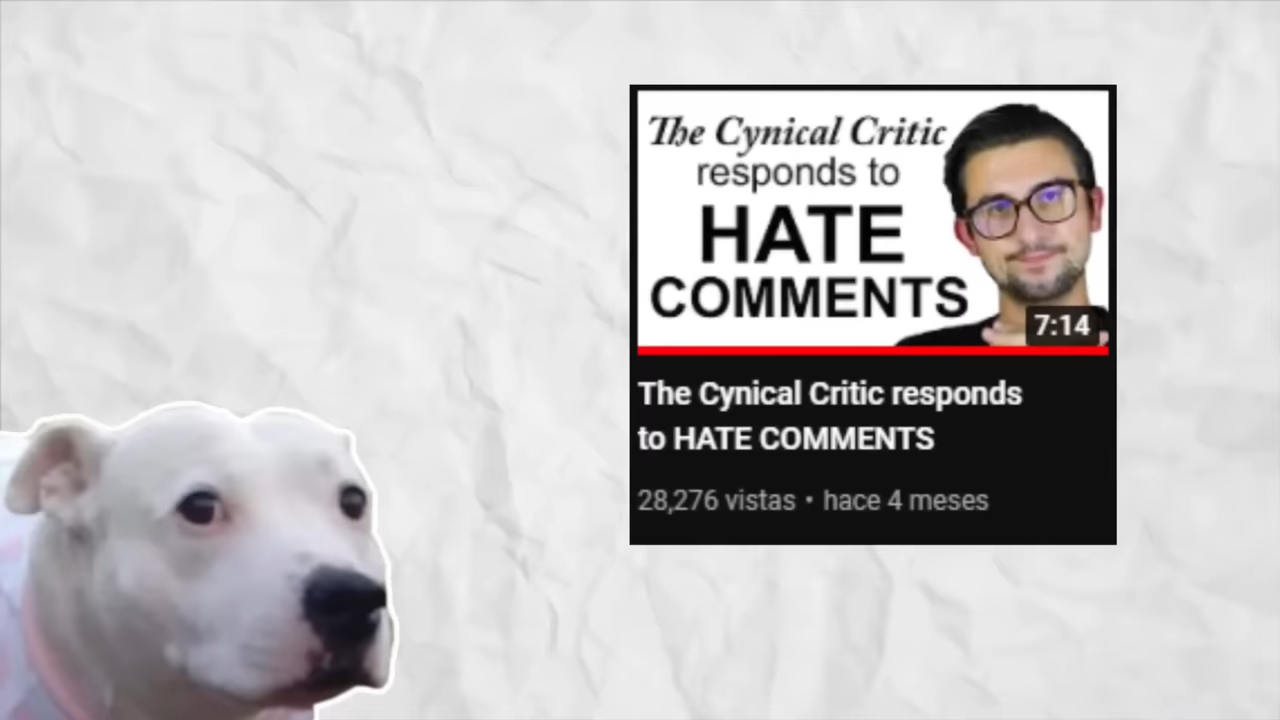 The Cynical Critic
responds to
HATE
COMMENTS
7:14
The Cynical Critic responds
to HATE COMMENTS
28,276 vistas • hace 4 meses